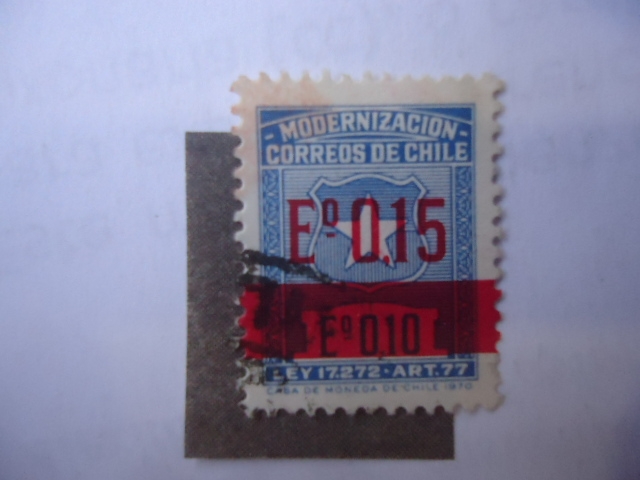 - MODERNIZACION -
CORREOS DE CHILE
Eº 0.15
Eº 0.10
LEY 17.272 · ART. 77
CASA DE MONEDA DE CHILE 1970